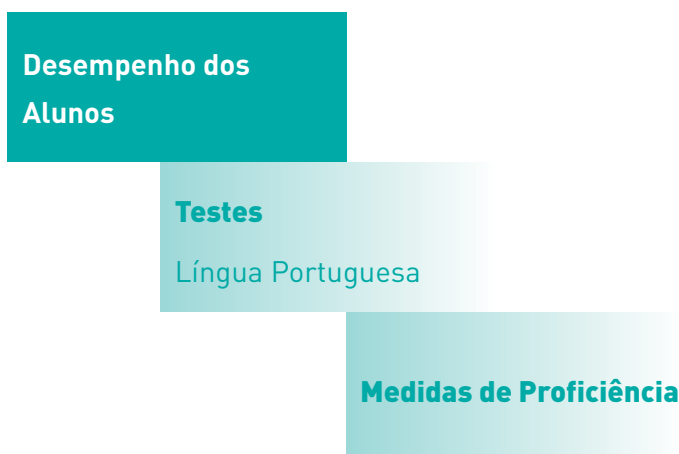 Desempenho dos
Alunos
Testes
Língua Portuguesa
Medidas de Proficiência